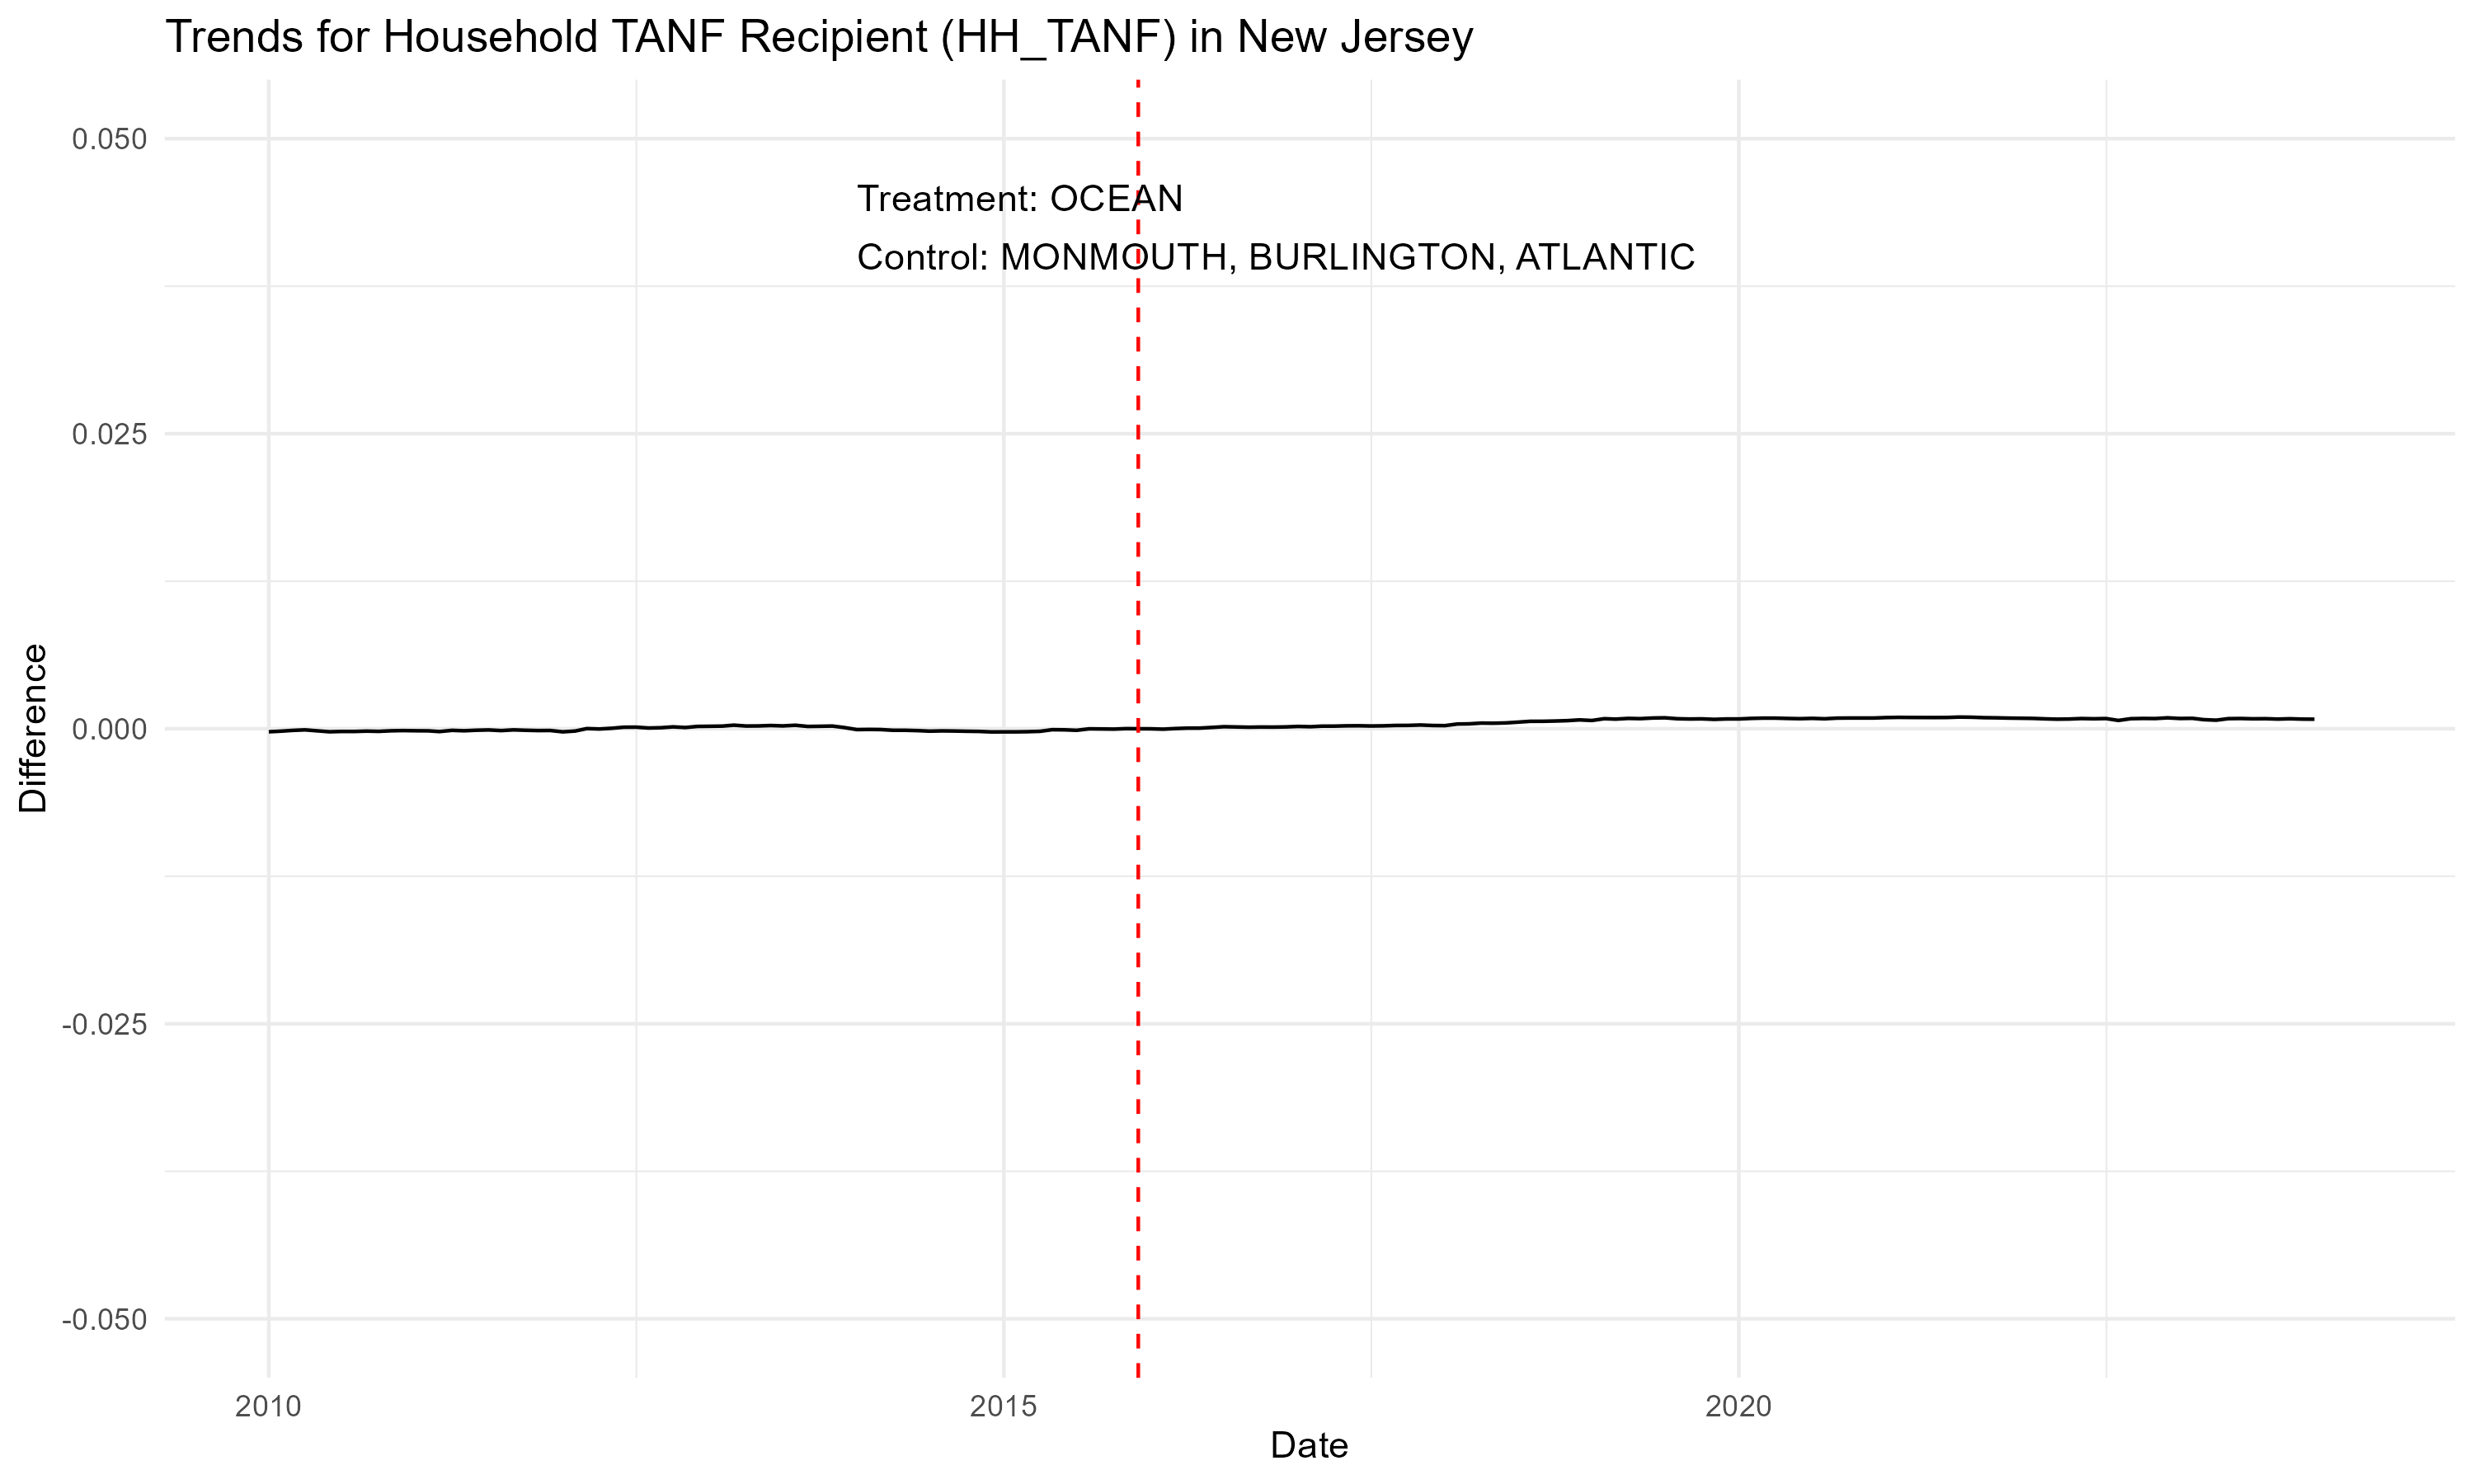 Trends for Household TANF Recipient (HH_TANF) in New Jersey
0.050
Treatment: OCEAN
Control: MONMOUTH, BURLINGTON, ATLANTIC
0.025
Difference
0.000
-0.025
-0.050
2010
2015
2020
Date